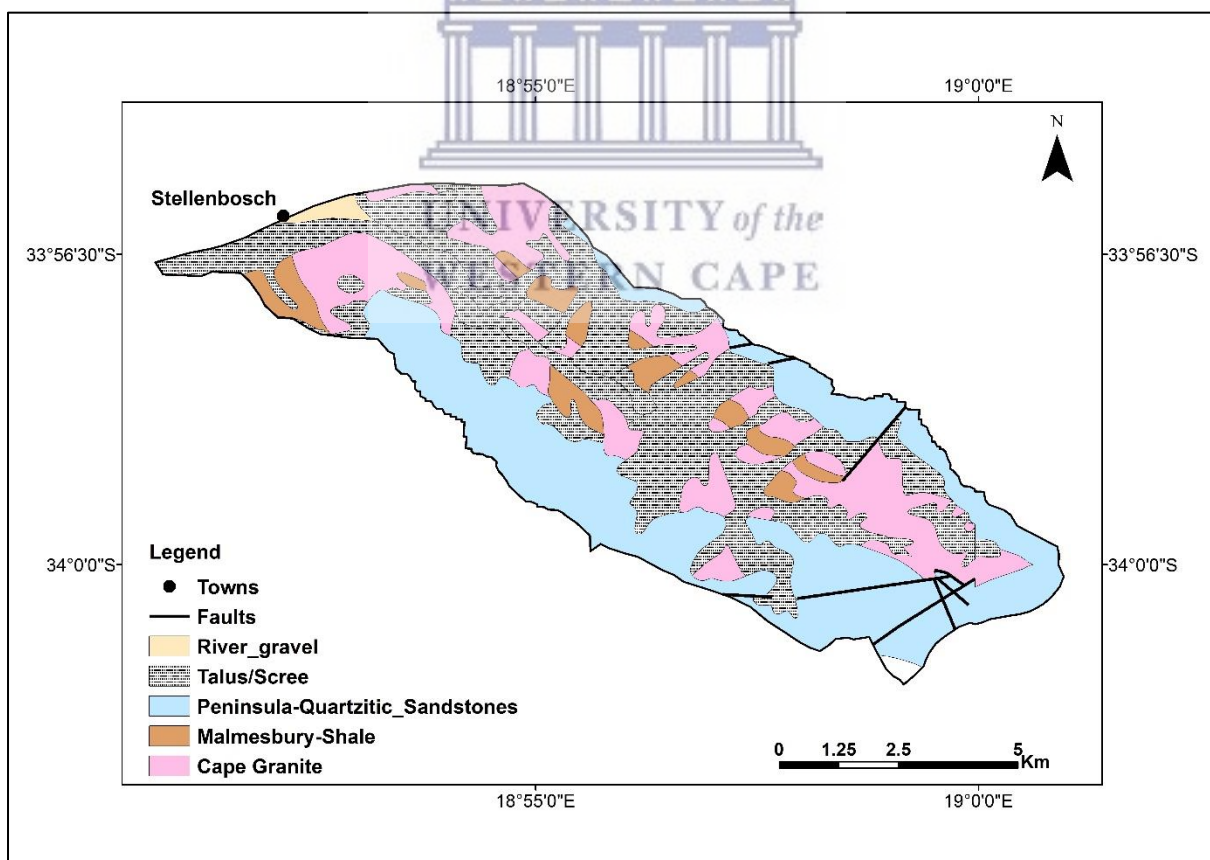 18°55'0"E
19°0'0"E
N
Stellenbosch
UNIVERSITY of the
WESTERN CAPE
33°56'30"S
33°56'30"S
34°0'0"S
34°0'0"S
Legend
Towns
Faults
River_gravel
Talus/Scree
Peninsula-Quartzitic_Sandstones
Malmesbury-Shale
Cape Granite
0 1.25 2.5 5
Km
18°55'0"E
19°0'0"E